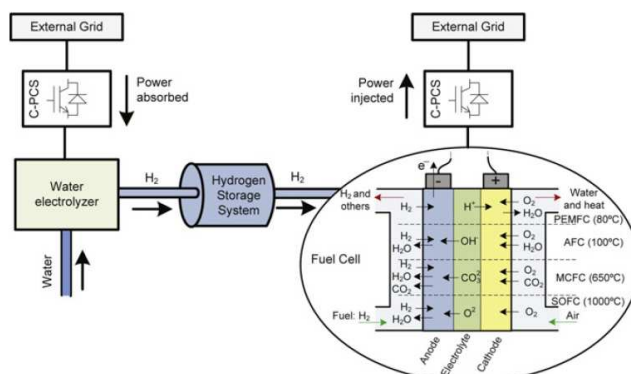 External Grid
C-PCS
Power
absorbed
Water
electrolyzer
Water
H₂
Hydrogen
Storage
System
H₂
External Grid
C-PCS
Power
injected
e⁻
-
+
H₂ and
others
Water
and heat
Fuel Cell
H₂
H⁺
O₂
H₂O
PEMFC (80ºC)
H₂
H₂O
OH⁻
O₂
H₂O
AFC (100ºC)
H₂
H₂O
CO₂
CO₃²
O₂
CO₂
MCFC (650ºC)
SOFC (1000ºC)
Fuel: H₂
H₂
H₂O
O²
O₂
Air
Anode
Electrolyte
Cathode